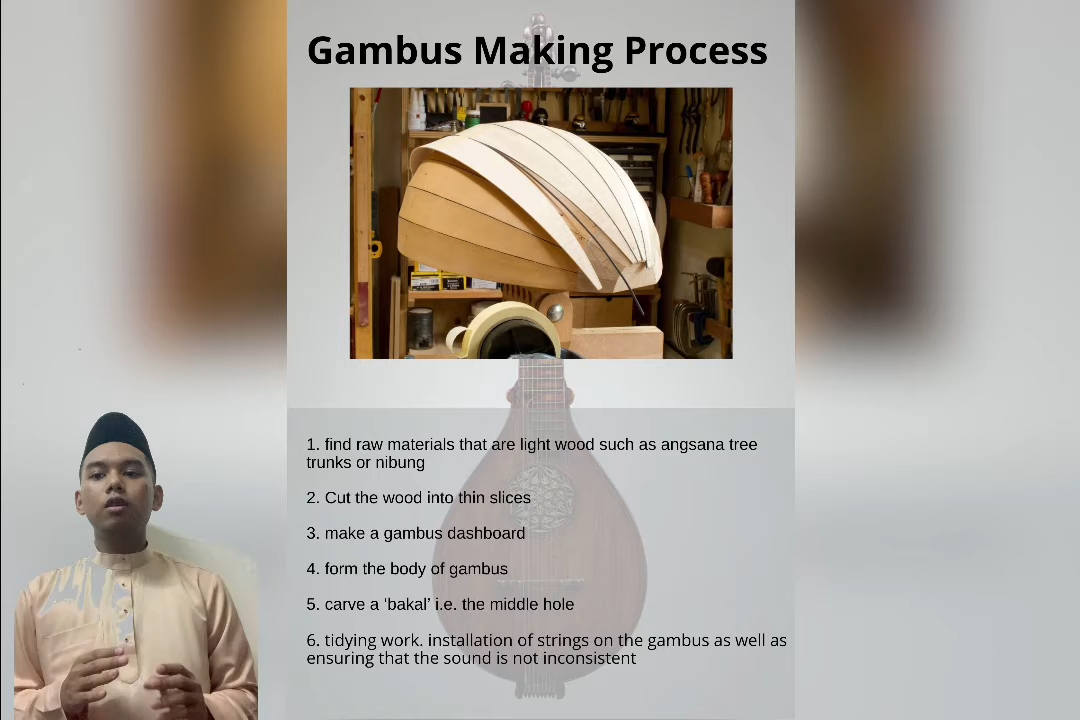 Gambus Making Process
1. find raw materials that are light wood such as angsana tree
trunks or nibung
2. Cut the wood into thin slices
3. make a gambus dashboard
4. form the body of gambus
5. carve a ‘bakal’ i.e. the middle hole
6. tidying work. installation of strings on the gambus as well as
ensuring that the sound is not inconsistent